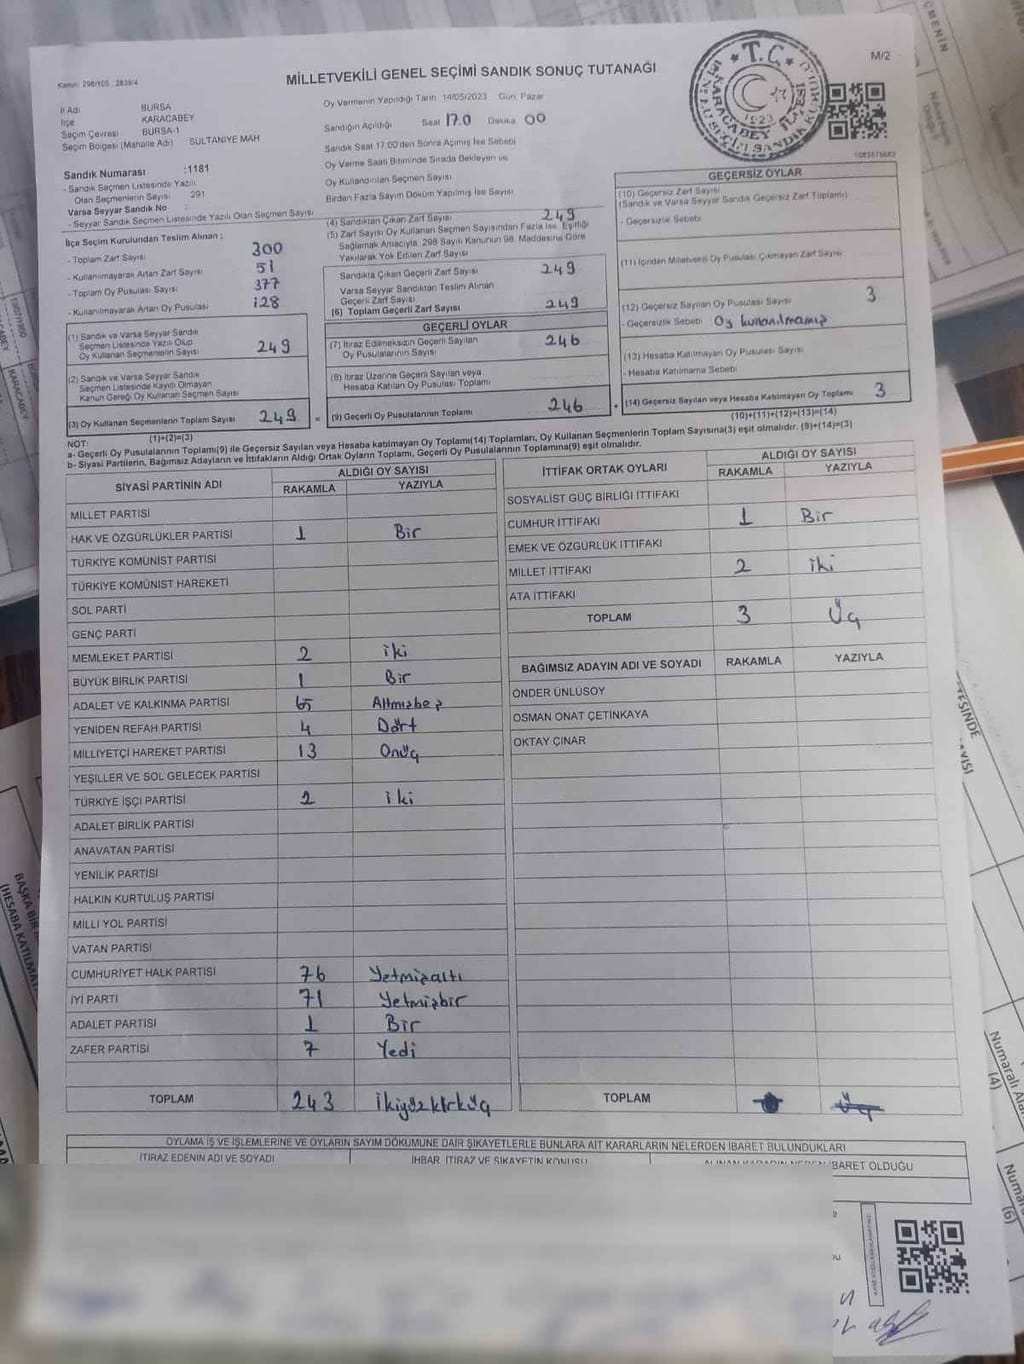 Kanun: 298/105 , 2839/4
MİLLETVEKİLİ GENEL SEÇİMİ SANDIK SONUÇ TUTANAĞI
M/2
T.C.
1923
İl Adı BURSA
İlçe KARACABEY
Seçim Çevresi BURSA-1
Seçim Bölgesi (Mahalle Adı) SULTANİYE MAH
Oy Vermenin Yapıldığı Tarih 14/05/2023 Gün Pazar
Sandığın Açıldığı Saat 17.0 Dakika 00
Sandık Saat 17:00'den Sonra Açılmış İse Sebebi
Oy Verme Saati Bitiminde Sırada Bekleyen ve
Oy Kullandırılan Seçmen Sayısı
Birden Fazla Sayım Döküm Yapılmış İse Sayısı
Sandık Numarası :1181
- Sandık Seçmen Listesinde Yazılı
Olan Seçmenlerin Sayısı 291
Varsa Seyyar Sandık No :
- Seyyar Sandık Seçmen Listesinde Yazılı Olan Seçmen Sayısı
İlçe Seçim Kurulundan Teslim Alınan ;
- Toplam Zarf Sayısı 300
- Kullanılmayarak Artan Zarf Sayısı 51
- Toplam Oy Pusulası Sayısı 377
- Kullanılmayarak Artan Oy Pusulası 128
(1) Sandık ve Varsa Seyyar Sandık
Seçmen Listesinde Yazılı Olup
Oy Kullanan Seçmenlerin Sayısı 249
(2) Sandık ve Varsa Seyyar Sandık
Seçmen Listesinde Kayıtlı Olmayan
Kanun Gereği Oy Kullanan Seçmen Sayısı
(3) Oy Kullanan Seçmenlerin Toplam Sayısı 249
(1)+(2)=(3)
(4) Sandıktan Çıkan Zarf Sayısı 249
(5) Zarf Sayısı Oy Kullanan Seçmen Sayısından Fazla İse, Eşitliği
Sağlamak Amacıyla, 298 Sayılı Kanunun 98. Maddesine Göre
Yakılarak Yok Edilen Zarf Sayısı
Sandıkta Çıkan Geçerli Zarf Sayısı 249
Varsa Seyyar Sandıktan Teslim Alınan
Geçerli Zarf Sayısı
(6) Toplam Geçerli Zarf Sayısı 249
GEÇERLİ OYLAR
(7) İtiraz Edilmeksizin Geçerli Sayılan
Oy Pusulalarının Sayısı 246
(8) İtiraz Üzerine Geçerli Sayılan veya
Hesaba Katılan Oy Pusulası Toplamı
= (9) Geçerli Oy Pusulalarının Toplamı 246
GEÇERSİZ OYLAR
(10) Geçersiz Zarf Sayısı
(Sandık ve Varsa Seyyar Sandık Geçersiz Zarf Toplamı)
- Geçersizlik Sebebi
(11) İçinden Milletvekili Oy Pusulası Çıkmayan Zarf Sayısı
(12) Geçersiz Sayılan Oy Pusulası Sayısı 3
- Geçersizlik Sebebi Oy kullanılmamış
(13) Hesaba Katılmayan Oy Pusulası Sayısı
- Hesaba Katılmama Sebebi
+ (14) Geçersiz Sayılan veya Hesaba Katılmayan Oy Toplamı 3
(10)+(11)+(12)+(13)=(14)
NOT:
a- Geçerli Oy Pusulalarının Toplamı(9) ile Geçersiz Sayılan veya Hesaba katılmayan Oy Toplamı(14) Toplamları, Oy Kullanan Seçmenlerin Toplam Sayısına(3) eşit olmalıdır. (9)+(14)=(3)
b- Siyasi Partilerin, Bağımsız Adayların ve İttifakların Aldığı Ortak Oyların Toplamı, Geçerli Oy Pusulalarının Toplamına(9) eşit olmalıdır.
SİYASİ PARTİNİN ADI ALDIĞI OY SAYISI
RAKAMLA YAZIYLA
MİLLET PARTİSİ
HAK VE ÖZGÜRLÜKLER PARTİSİ 1 Bir
TÜRKİYE KOMÜNİST PARTİSİ
TÜRKİYE KOMÜNİST HAREKETİ
SOL PARTİ
GENÇ PARTİ
MEMLEKET PARTİSİ 2 iki
BÜYÜK BİRLİK PARTİSİ 1 Bir
ADALET VE KALKINMA PARTİSİ 65 Altmışbeş
YENİDEN REFAH PARTİSİ 4 Dört
MİLLİYETÇİ HAREKET PARTİSİ 13 Onüç
YEŞİLLER VE SOL GELECEK PARTİSİ
TÜRKİYE İŞÇİ PARTİSİ 2 iki
ADALET BİRLİK PARTİSİ
ANAVATAN PARTİSİ
YENİLİK PARTİSİ
HALKIN KURTULUŞ PARTİSİ
MİLLİ YOL PARTİSİ
VATAN PARTİSİ
CUMHURİYET HALK PARTİSİ 76 Yetmişaltı
İYİ PARTİ 71 Yetmişbir
ADALET PARTİSİ 1 Bir
ZAFER PARTİSİ 7 Yedi
TOPLAM 243 İkiyüzkırküç
İTTİFAK ORTAK OYLARI ALDIĞI OY SAYISI
RAKAMLA YAZIYLA
SOSYALİST GÜÇ BİRLİĞİ İTTİFAKI
CUMHUR İTTİFAKI 1 Bir
EMEK VE ÖZGÜRLÜK İTTİFAKI
MİLLET İTTİFAKI 2 iki
ATA İTTİFAKI
TOPLAM 3 Üç
BAĞIMSIZ ADAYIN ADI VE SOYADI RAKAMLA YAZIYLA
ÖNDER ÜNLÜSOY
OSMAN ONAT ÇETİNKAYA
OKTAY ÇINAR
TOPLAM Üç
OYLAMA İŞ VE İŞLEMLERİNE VE OYLARIN SAYIM DÖKÜMÜNE DAİR ŞİKAYETLERLE BUNLARA AİT KARARLARIN NELERDEN İBARET BULUNDUKLARI
İTİRAZ EDENİN ADI VE SOYADI İHBAR, İTİRAZ VE ŞİKAYETİN KONUSU ALINAN KARARIN NEDEN İBARET OLDUĞU